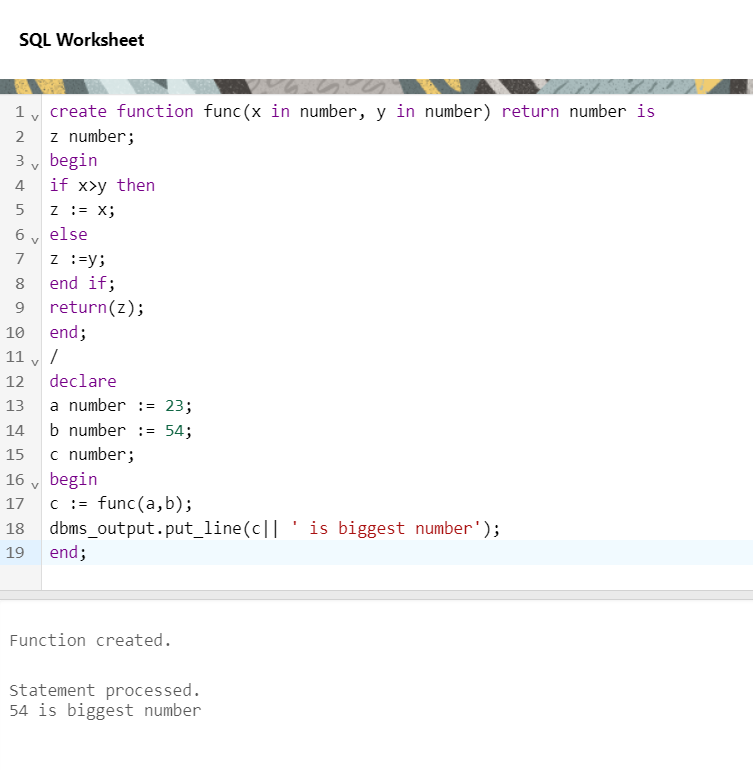 SQL Worksheet
1 create function func(x in number, y in number) return number is
2 z number;
3 begin
4 if x>y then
5 z := x;
6 else
7 z :=y;
8 end if;
9 return(z);
10 end;
11 /
12 declare
13 a number := 23;
14 b number := 54;
15 c number;
16 begin
17 c := func(a,b);
18 dbms_output.put_line(c|| ' is biggest number');
19 end;
Function created.
Statement processed.
54 is biggest number